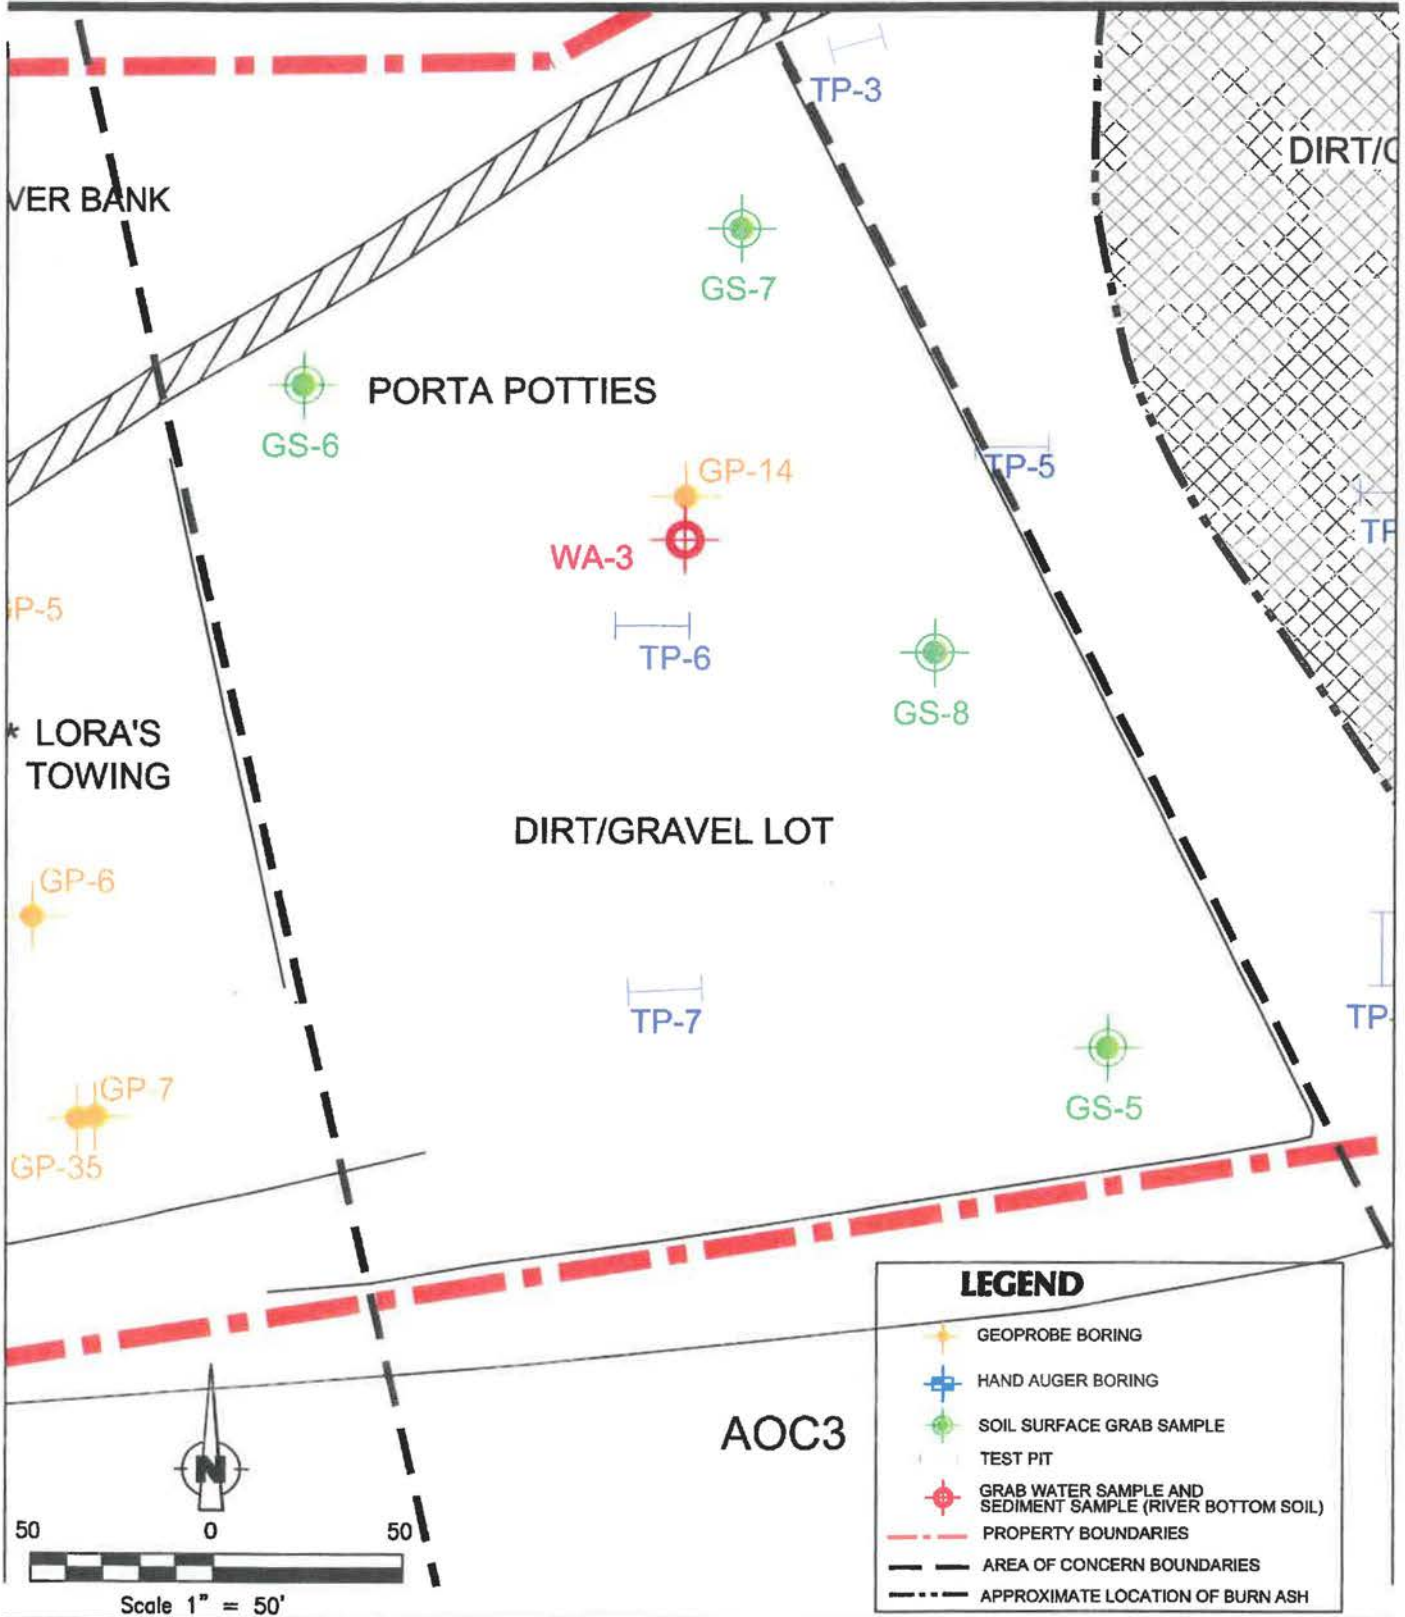 TP-3
DIRT/
VER BANK
GS-7
PORTA POTTIES
GS-6
GP-14
TP-5
WA-3
GP-5
TP-6
GS-8
* LORA'S
TOWING
DIRT/GRAVEL LOT
GP-6
TP-7
TP-
GP-7
GS-5
GP-35
LEGEND
GEOPROBE BORING
HAND AUGER BORING
SOIL SURFACE GRAB SAMPLE
TEST PIT
GRAB WATER SAMPLE AND
SEDIMENT SAMPLE (RIVER BOTTOM SOIL)
PROPERTY BOUNDARIES
AREA OF CONCERN BOUNDARIES
APPROXIMATE LOCATION OF BURN ASH
AOC3
N
50 0 50
Scale 1" = 50'